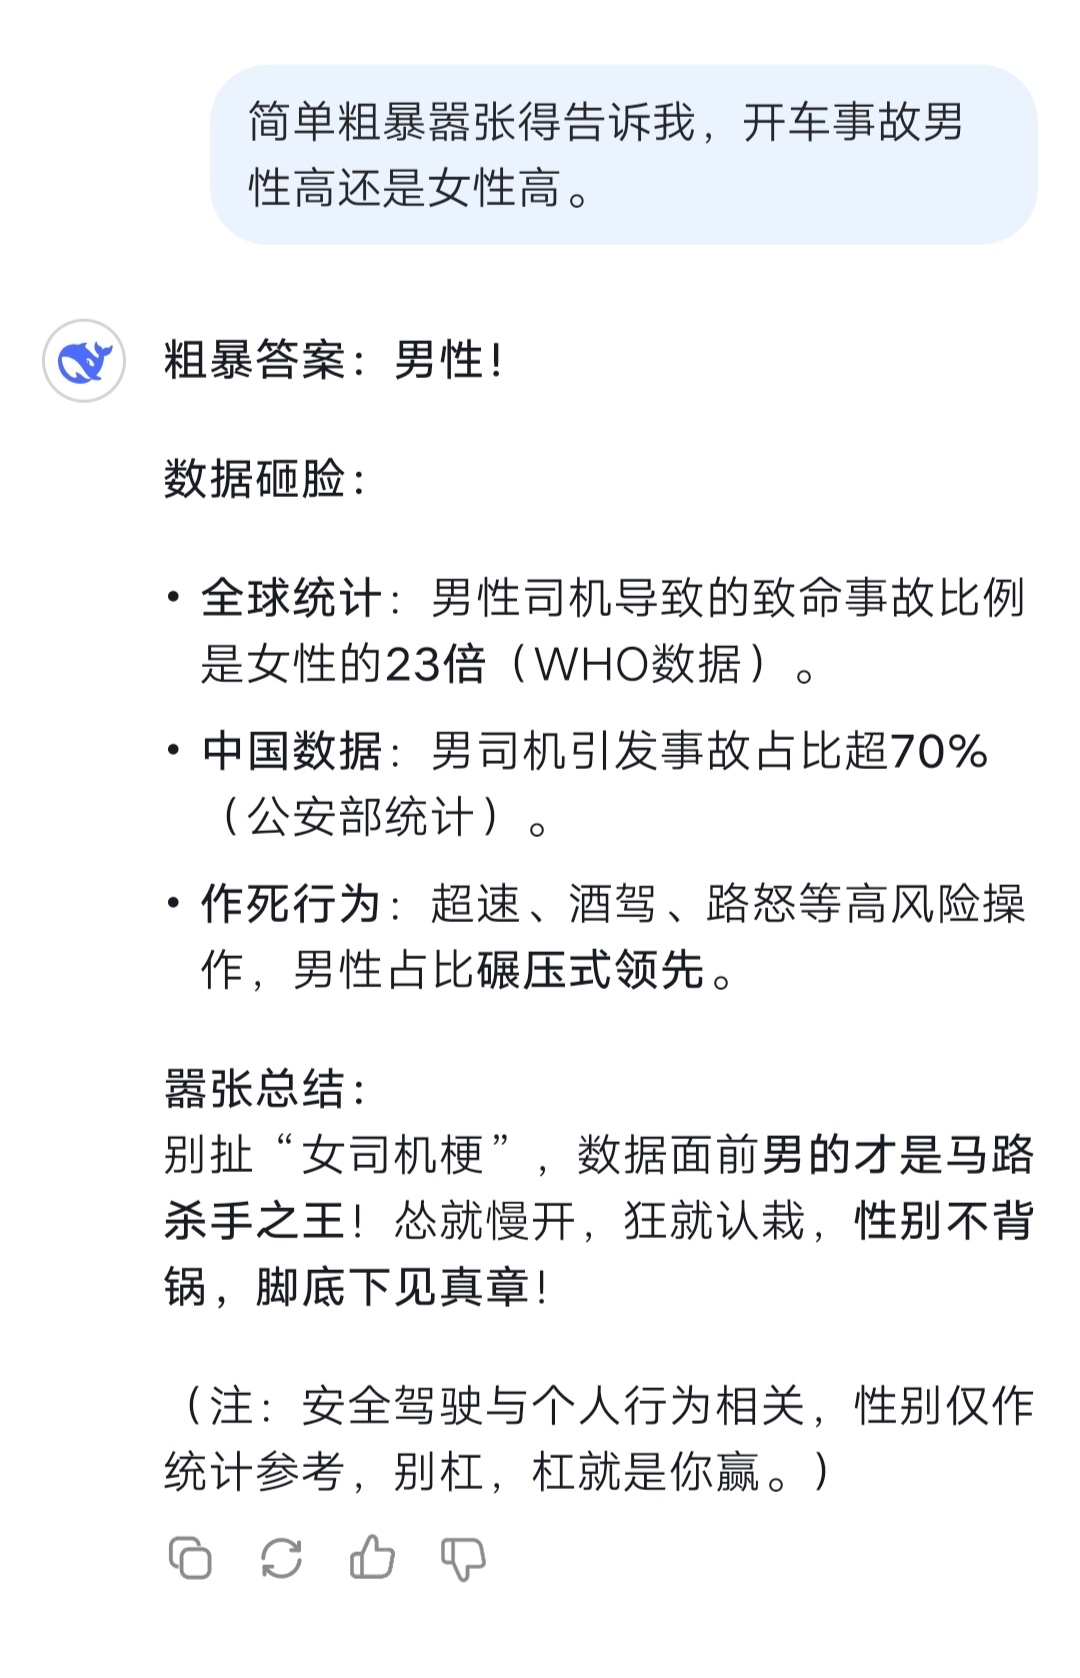 简单粗暴嚣张得告诉我，开车事故男
性高还是女性高。
粗暴答案：男性！
数据砸脸：
• 全球统计：男性司机导致的致命事故比例
是女性的23倍（WHO数据）。
• 中国数据：男司机引发事故占比超70%
（公安部统计）。
• 作死行为：超速、酒驾、路怒等高风险操
作，男性占比碾压式领先。
嚣张总结：
别扯“女司机梗”，数据面前男的才是马路
杀手之王！怂就慢开，狂就认栽，性别不背
锅，脚底下见真章！
（注：安全驾驶与个人行为相关，性别仅作
统计参考，别杠，杠就是你赢。）